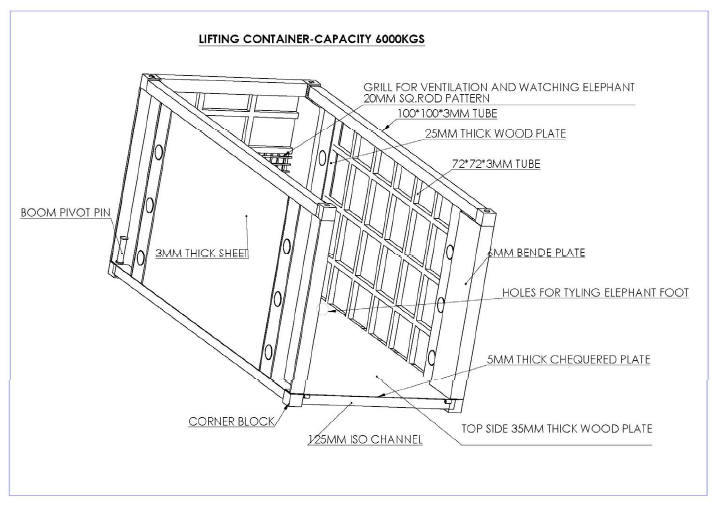 LIFTING CONTAINER-CAPACITY 6000KGS
GRILL FOR VENTILATION AND WATCHING ELEPHANT
20MM SQ.ROD PATTERN
100*100*3MM TUBE
25MM THICK WOOD PLATE
72*72*3MM TUBE
BOOM PIVOT PIN
3MM THICK SHEET
6MM BENDE PLATE
HOLES FOR TYLING ELEPHANT FOOT
5MM THICK CHEQUERED PLATE
CORNER BLOCK
125MM ISO CHANNEL
TOP SIDE 35MM THICK WOOD PLATE